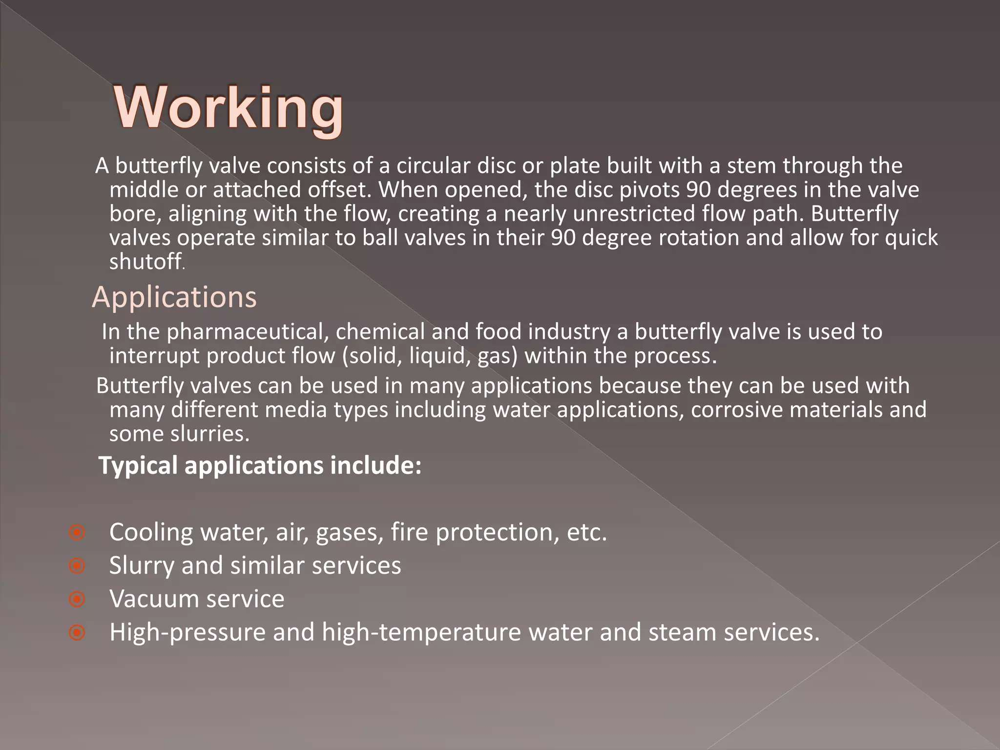 Working
A butterfly valve consists of a circular disc or plate built with a stem through the
middle or attached offset. When opened, the disc pivots 90 degrees in the valve
bore, aligning with the flow, creating a nearly unrestricted flow path. Butterfly
valves operate similar to ball valves in their 90 degree rotation and allow for quick
shutoff.
Applications
In the pharmaceutical, chemical and food industry a butterfly valve is used to
interrupt product flow (solid, liquid, gas) within the process.
Butterfly valves can be used in many applications because they can be used with
many different media types including water applications, corrosive materials and
some slurries.
Typical applications include:
Cooling water, air, gases, fire protection, etc.
Slurry and similar services
Vacuum service
High-pressure and high-temperature water and steam services.